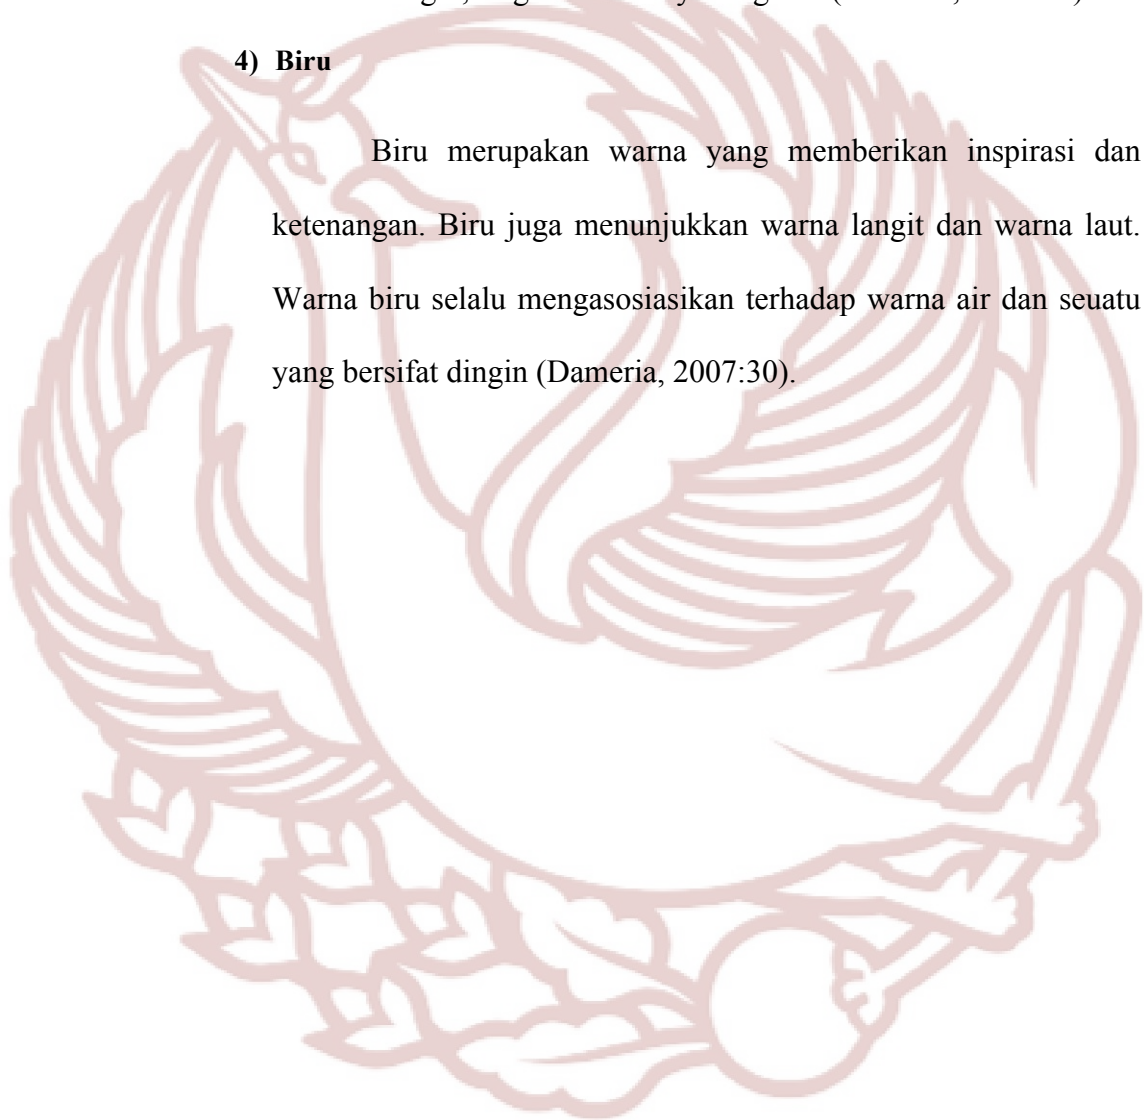 4) Biru
Biru merupakan warna yang memberikan inspirasi dan
ketenangan. Biru juga menunjukkan warna langit dan warna laut.
Warna biru selalu mengasosiasikan terhadap warna air dan seuatu
yang bersifat dingin (Dameria, 2007:30).